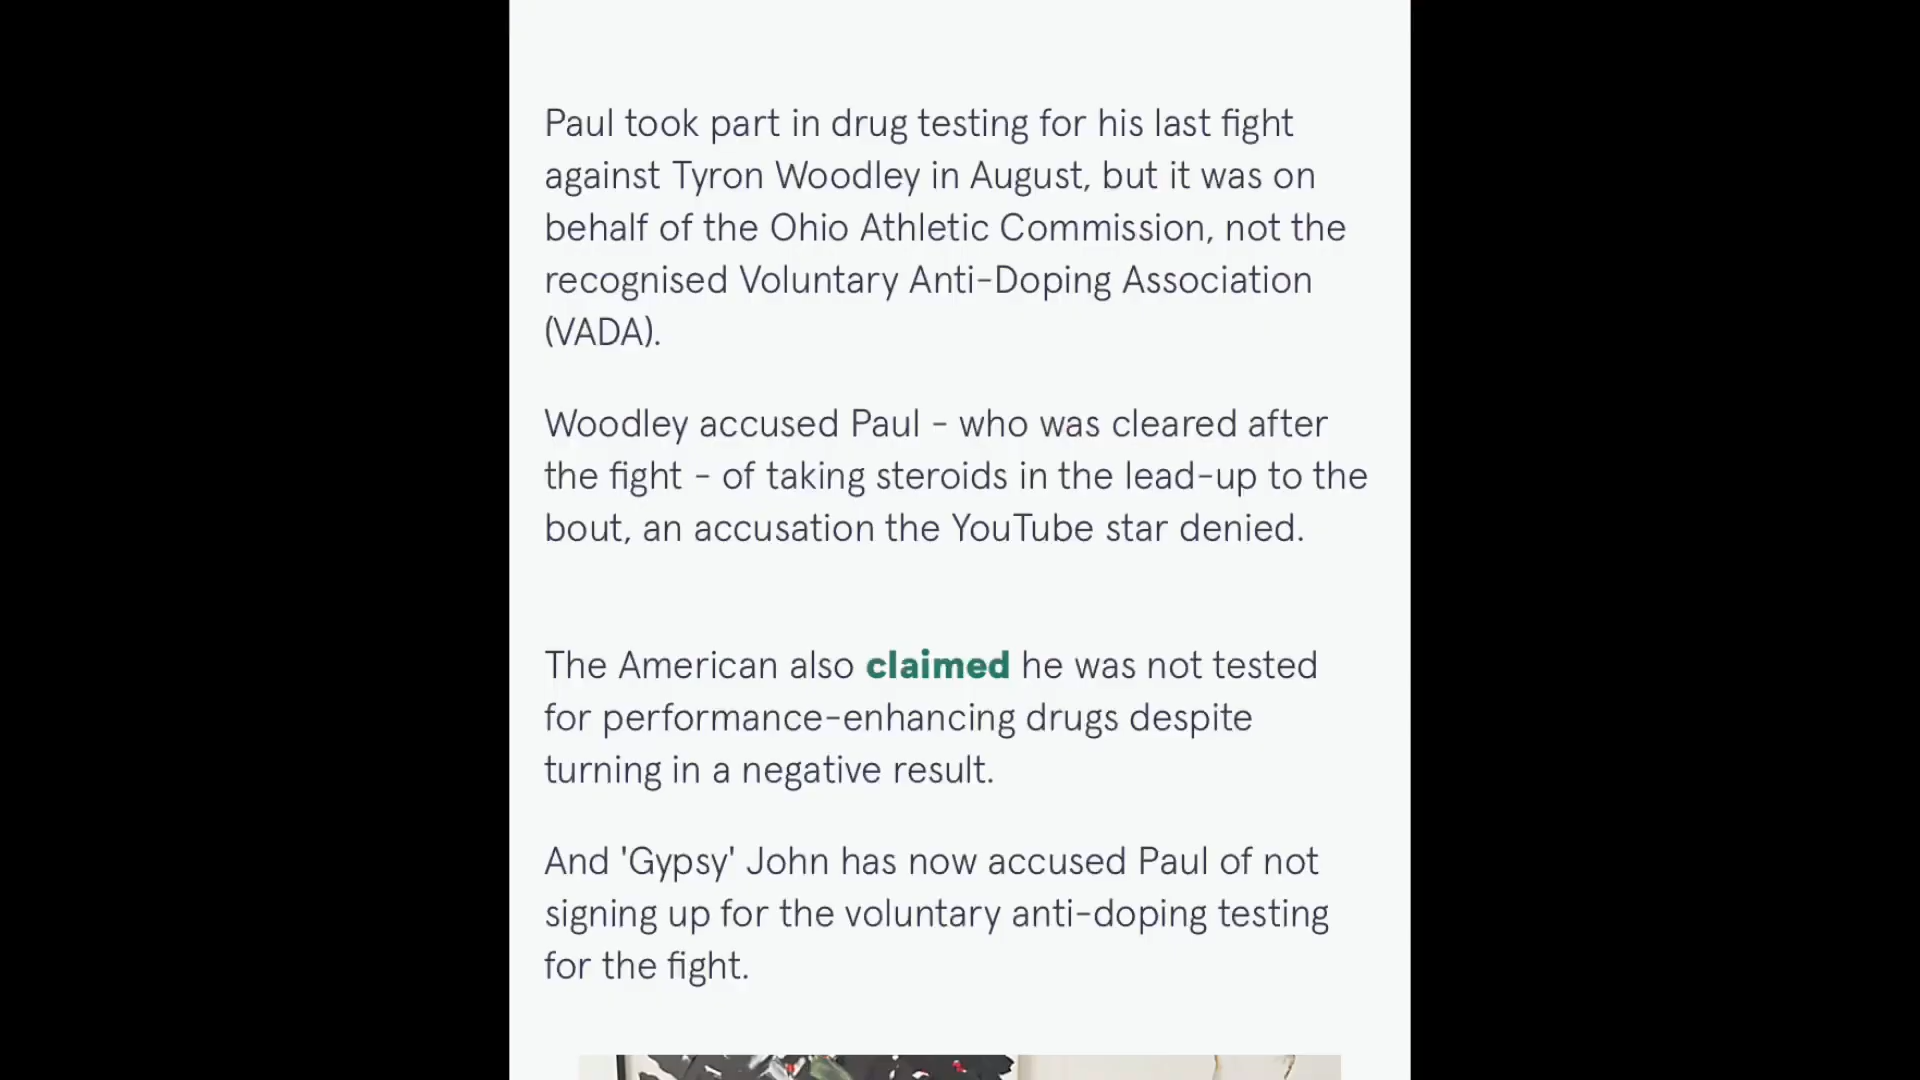 Paul took part in drug testing for his last fight
against Tyron Woodley in August, but it was on
behalf of the Ohio Athletic Commission, not the
recognised Voluntary Anti-Doping Association
(VADA).
Woodley accused Paul - who was cleared after
the fight - of taking steroids in the lead-up to the
bout, an accusation the YouTube star denied.
The American also claimed he was not tested
for performance-enhancing drugs despite
turning in a negative result.
And 'Gypsy' John has now accused Paul of not
signing up for the voluntary anti-doping testing
for the fight.